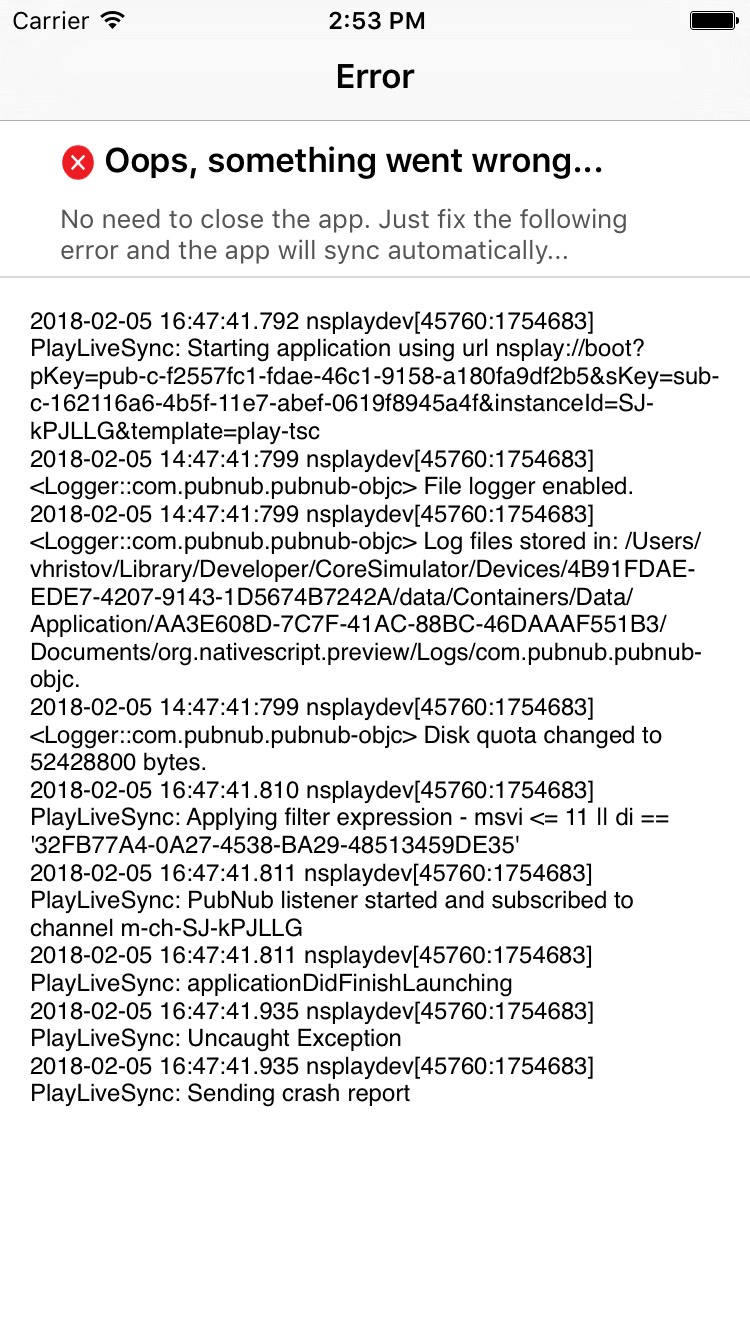 Carrier 2:53 PM
Error
Oops, something went wrong...
No need to close the app. Just fix the following
error and the app will sync automatically...
2018-02-05 16:47:41.792 nsplaydev[45760:1754683]
PlayLiveSync: Starting application using url nsplay://boot?
pKey=pub-c-f2557fc1-fdae-46c1-9158-a180fa9df2b5&sKey=sub-
c-162116a6-4b5f-11e7-abef-0619f8945a4f&instanceId=SJ-
kPJLLG&template=play-tsc
2018-02-05 14:47:41:799 nsplaydev[45760:1754683]
<Logger::com.pubnub.pubnub-objc> File logger enabled.
2018-02-05 14:47:41:799 nsplaydev[45760:1754683]
<Logger::com.pubnub.pubnub-objc> Log files stored in: /Users/
vhristov/Library/Developer/CoreSimulator/Devices/4B91FDAE-
EDE7-4207-9143-1D5674B7242A/data/Containers/Data/
Application/AA3E608D-7C7F-41AC-88BC-46DAAAF551B3/
Documents/org.nativescript.preview/Logs/com.pubnub.pubnub-
objc.
2018-02-05 14:47:41:799 nsplaydev[45760:1754683]
<Logger::com.pubnub.pubnub-objc> Disk quota changed to
52428800 bytes.
2018-02-05 16:47:41.810 nsplaydev[45760:1754683]
PlayLiveSync: Applying filter expression - msvi <= 11 || di ==
'32FB77A4-0A27-4538-BA29-48513459DE35'
2018-02-05 16:47:41.811 nsplaydev[45760:1754683]
PlayLiveSync: PubNub listener started and subscribed to
channel m-ch-SJ-kPJLLG
2018-02-05 16:47:41.811 nsplaydev[45760:1754683]
PlayLiveSync: applicationDidFinishLaunching
2018-02-05 16:47:41.935 nsplaydev[45760:1754683]
PlayLiveSync: Uncaught Exception
2018-02-05 16:47:41.935 nsplaydev[45760:1754683]
PlayLiveSync: Sending crash report